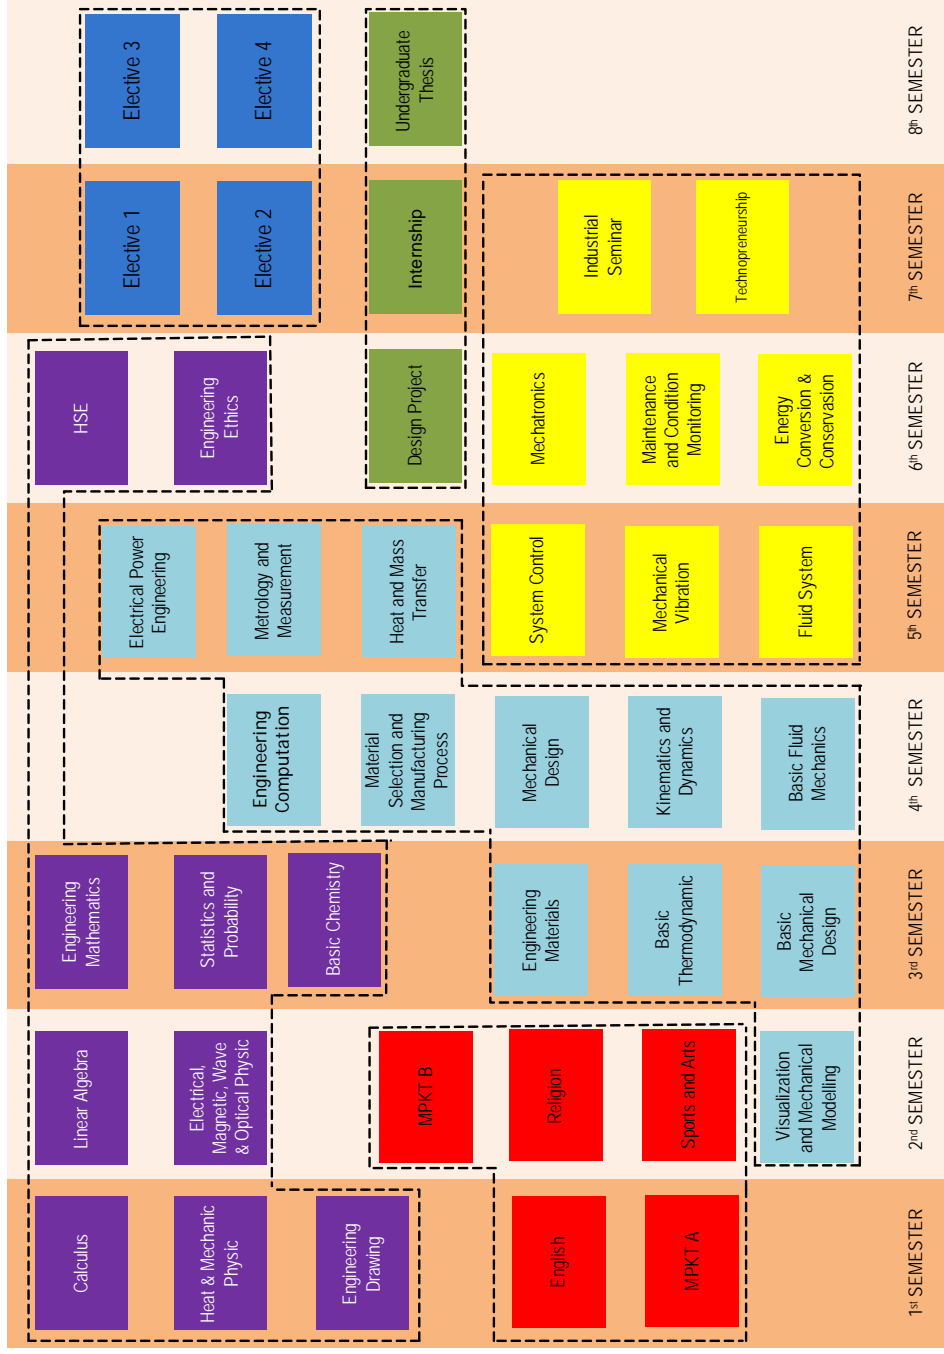 1st SEMESTER
2nd SEMESTER
3rd SEMESTER
4th SEMESTER
5th SEMESTER
6th SEMESTER
7th SEMESTER
8th SEMESTER
Calculus
Heat & Mechanic
Physic
Engineering
Drawing
English
MPKT A
Linear Algebra
Electrical,
Magnetic, Wave
& Optical Physic
MPKT B
Religion
Sports and Arts
Visualization
and Mechanical
Modelling
Engineering
Mathematics
Statistics and
Probability
Basic Chemistry
Engineering
Materials
Basic
Thermodynamic
Basic
Mechanical
Design
Engineering
Computation
Material
Selection and
Manufacturing
Process
Mechanical
Design
Kinematics and
Dynamics
Basic Fluid
Mechanics
Electrical Power
Engineering
Metrology and
Measurement
Heat and Mass
Transfer
System Control
Mechanical
Vibration
Fluid System
HSE
Engineering
Ethics
Design Project
Mechatronics
Maintenance
and Condition
Monitoring
Energy
Conversion &
Conservasion
Elective 1
Elective 2
Internship
Industrial
Seminar
Technopreneurship
Elective 3
Elective 4
Undergraduate
Thesis